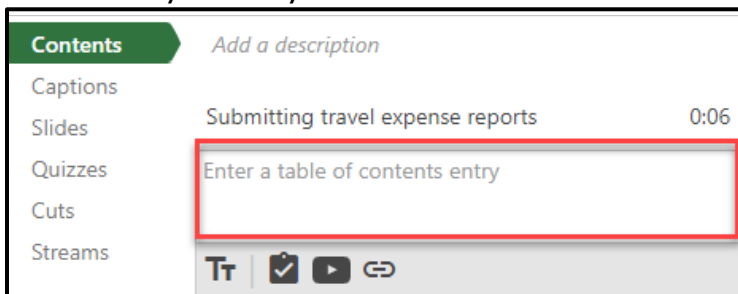 Contents
Add a description
Captions
Slides
Submitting travel expense reports 0:06
Quizzes
Enter a table of contents entry
Cuts
Streams
TT